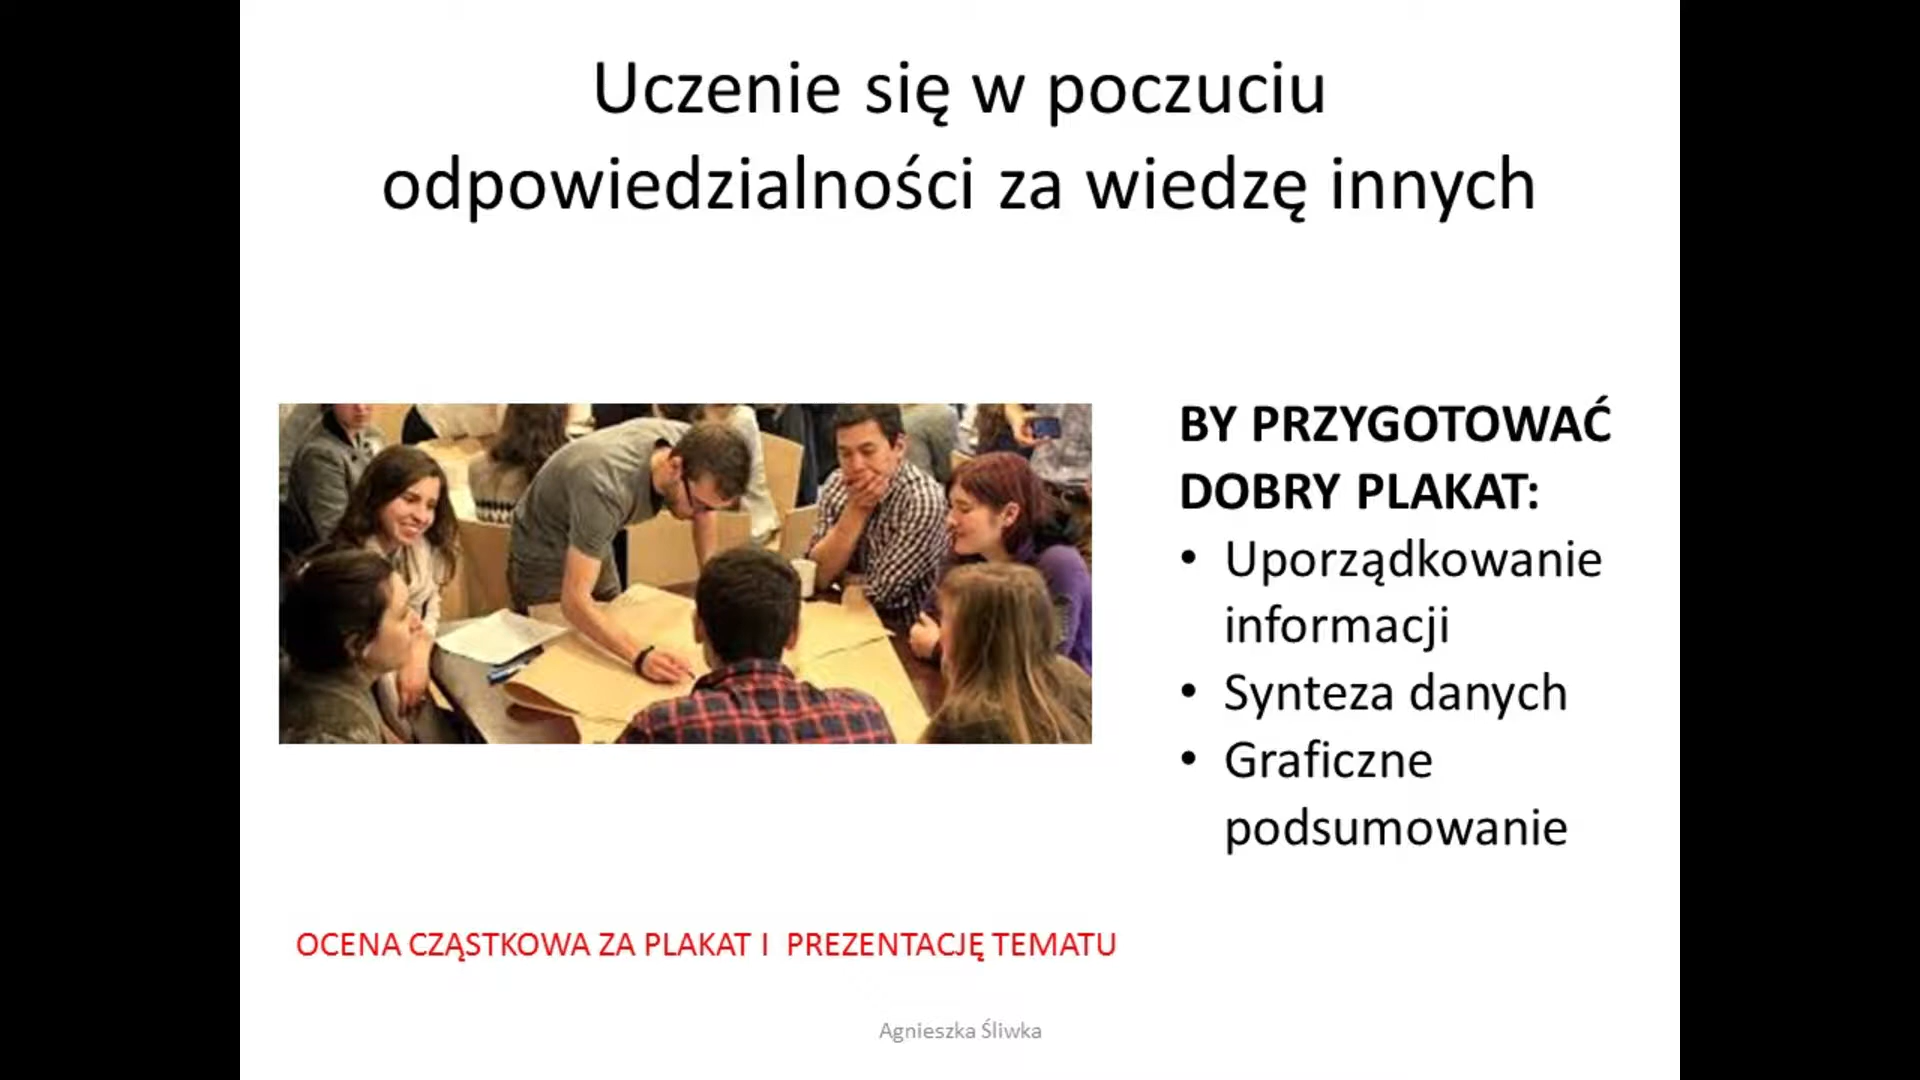 Uczenie się w poczuciu
odpowiedzialności za wiedzę innych
BY PRZYGOTOWAĆ
DOBRY PLAKAT:
• Uporządkowanie
informacji
• Synteza danych
• Graficzne
podsumowanie
OCENA CZĄSTKOWA ZA PLAKAT I  PREZENTACJĘ TEMATU
Agnieszka Śliwka